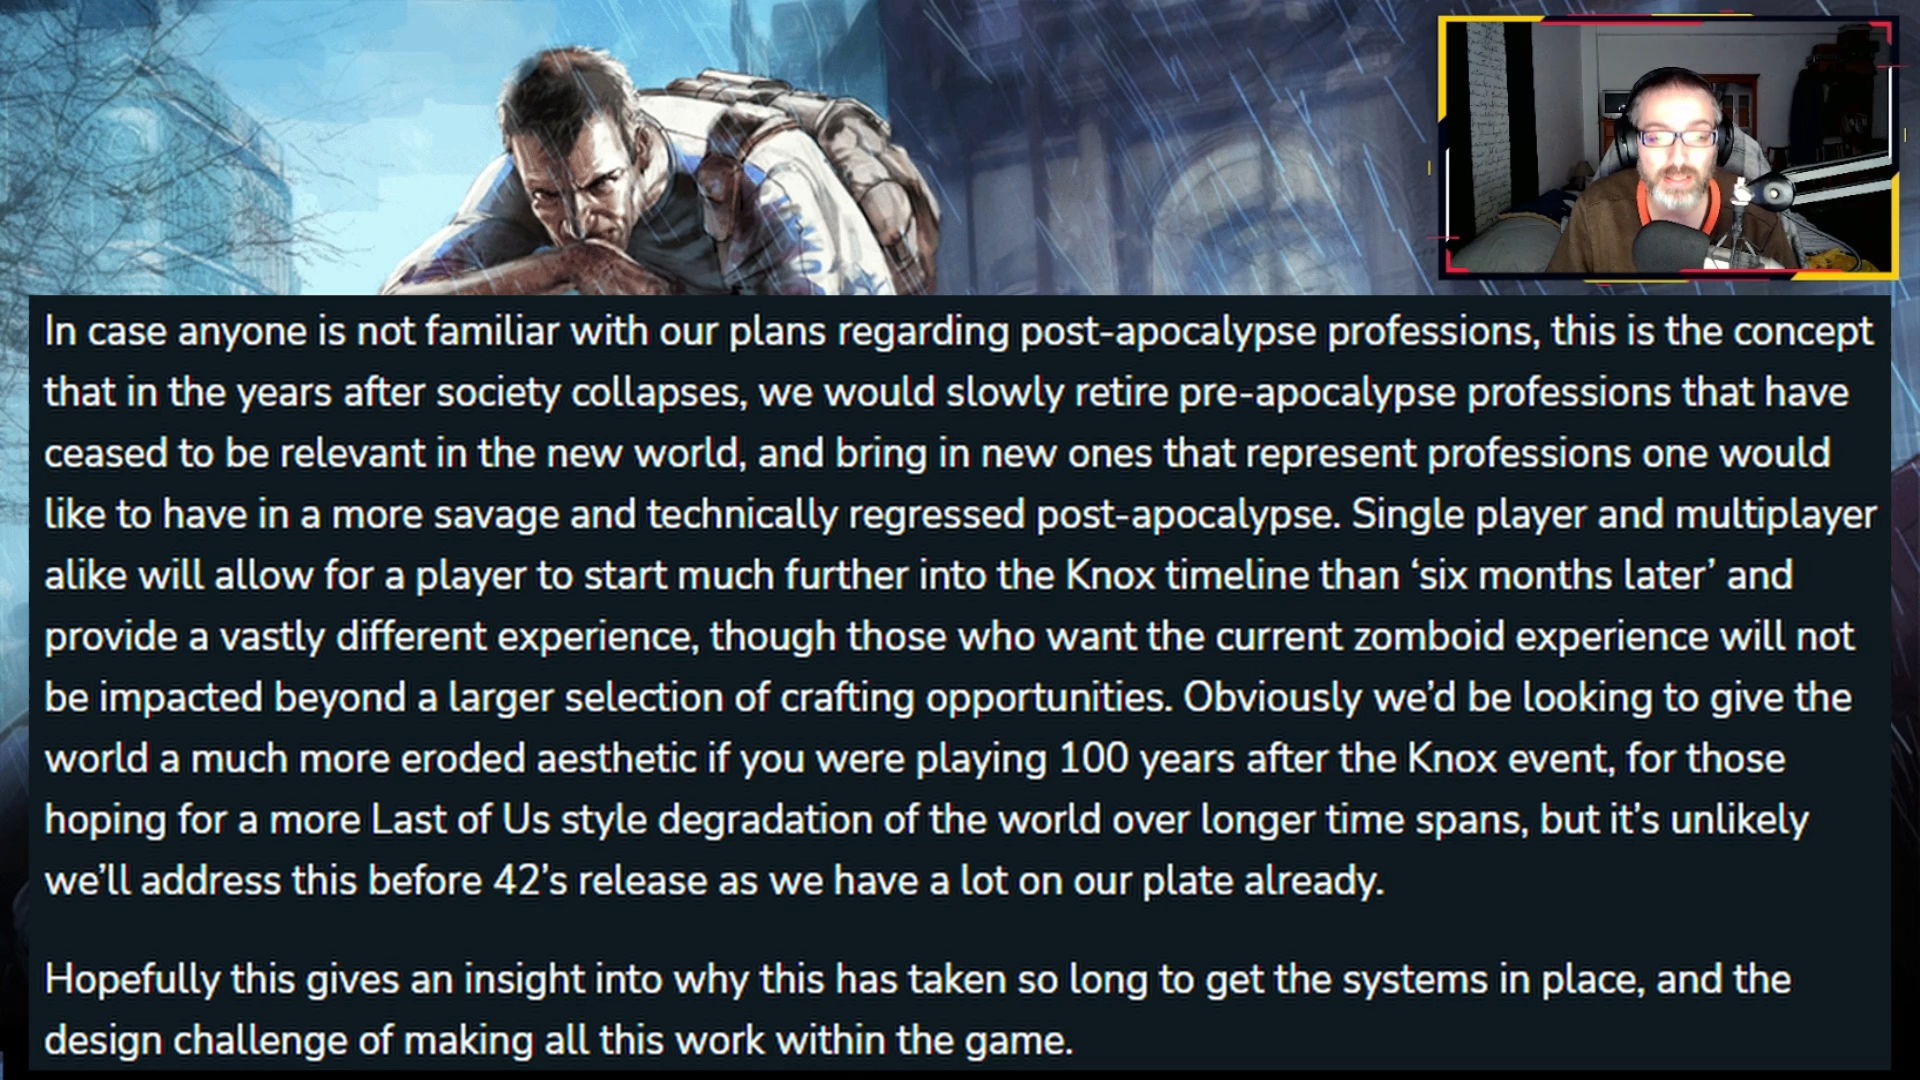 In case anyone is not familiar with our plans regarding post-apocalypse professions, this is the concept
that in the years after society collapses, we would slowly retire pre-apocalypse professions that have
ceased to be relevant in the new world, and bring in new ones that represent professions one would
like to have in a more savage and technically regressed post-apocalypse. Single player and multiplayer
alike will allow for a player to start much further into the Knox timeline than ‘six months later’ and
provide a vastly different experience, though those who want the current zomboid experience will not
be impacted beyond a larger selection of crafting opportunities. Obviously we’d be looking to give the
world a much more eroded aesthetic if you were playing 100 years after the Knox event, for those
hoping for a more Last of Us style degradation of the world over longer time spans, but it’s unlikely
we’ll address this before 42’s release as we have a lot on our plate already.
Hopefully this gives an insight into why this has taken so long to get the systems in place, and the
design challenge of making all this work within the game.